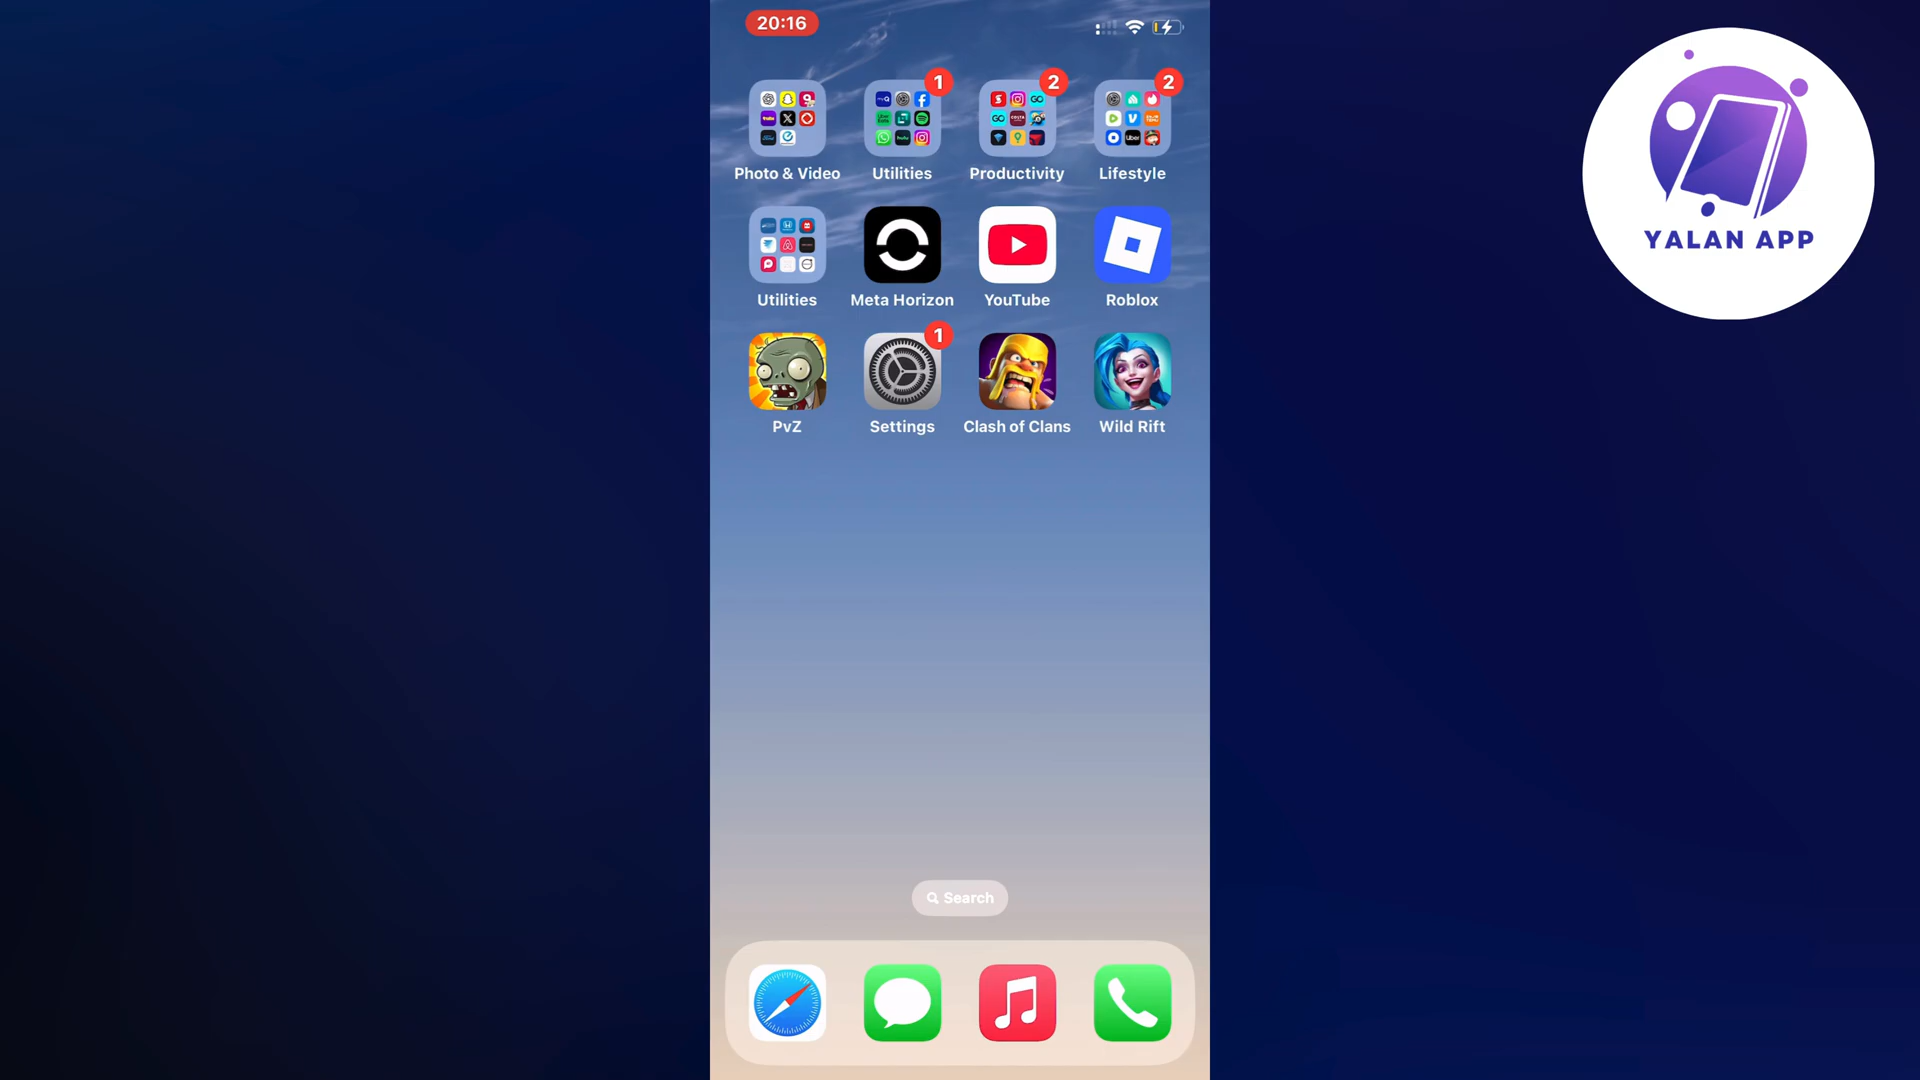 20:16
1
2
2
Photo & Video
Utilities
Productivity
Lifestyle
Utilities
Meta Horizon
YouTube
Roblox
1
PvZ
Settings
Clash of Clans
Wild Rift
Search
YALAN APP